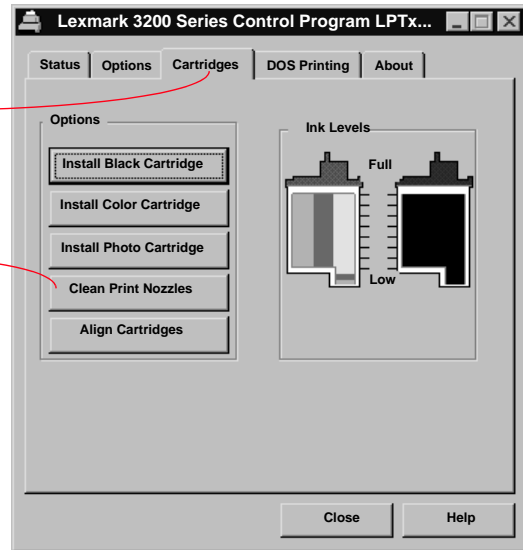 Lexmark 3200 Series Control Program LPTx...
Status Options Cartridges DOS Printing About
Options
Install Black Cartridge
Install Color Cartridge
Install Photo Cartridge
Clean Print Nozzles
Align Cartridges
Ink Levels
Full
Low
Close Help